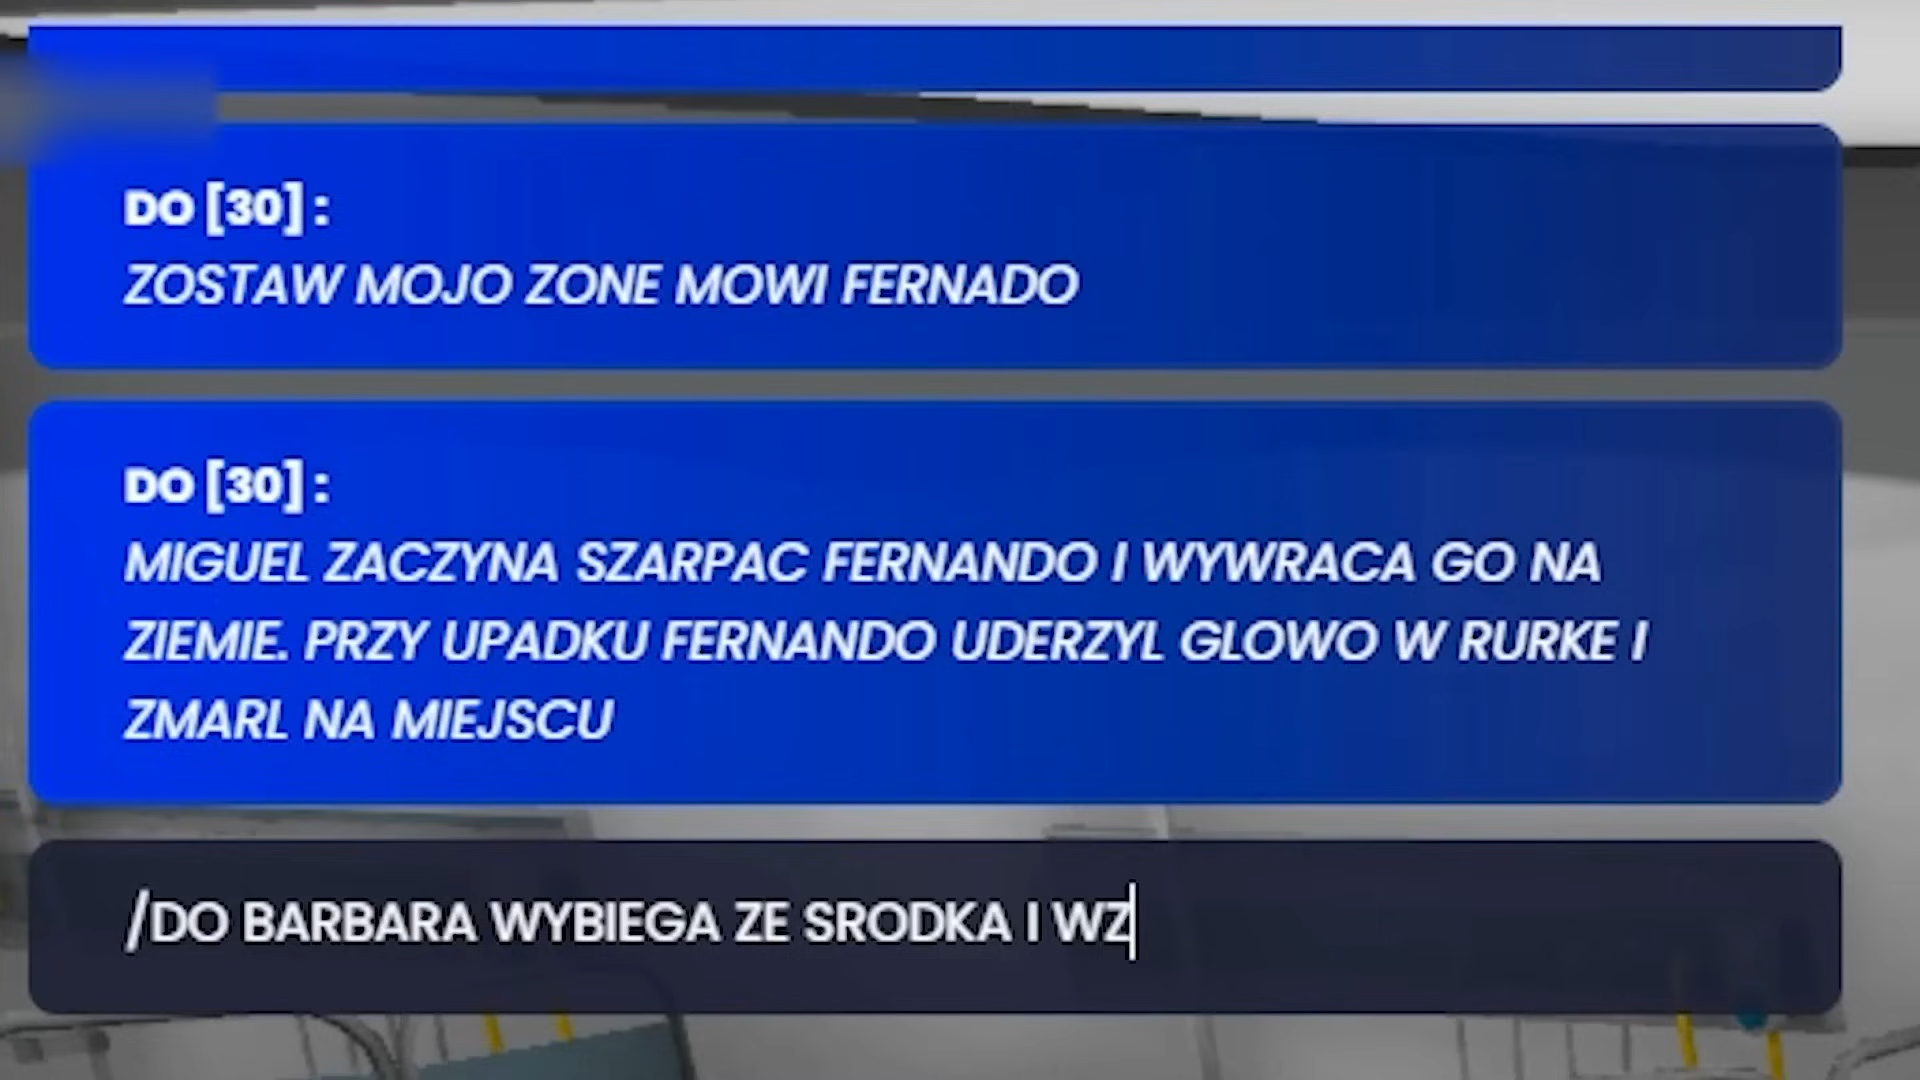 DO [30] :
ZOSTAW MOJO ZONE MOWI FERNADO
DO [30] :
MIGUEL ZACZYNA SZARPAC FERNANDO I WYWRACA GO NA
ZIEMIE. PRZY UPADKU FERNANDO UDERZYL GLOWO W RURKE I
ZMARL NA MIEJSCU
/DO BARBARA WYBIEGA ZE SRODKA I WZ